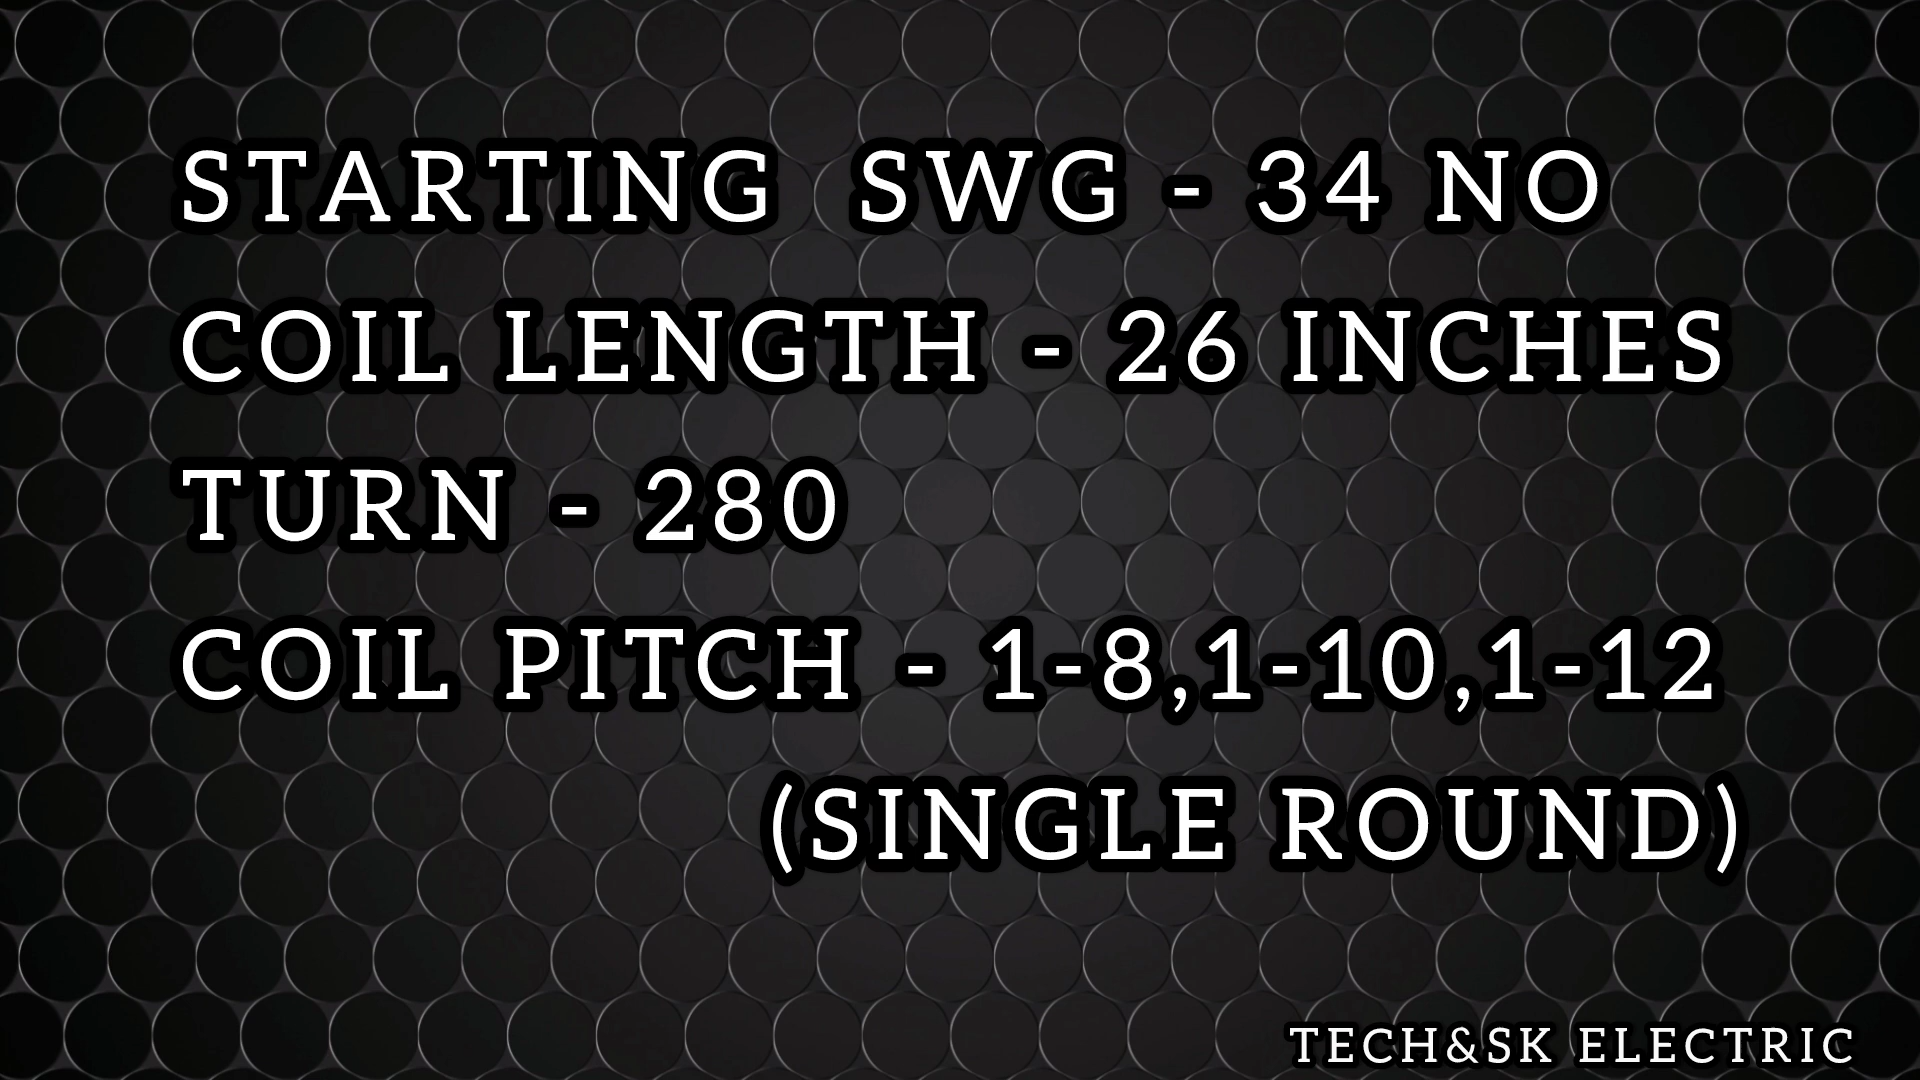 STARTING SWG - 34 NO
COIL LENGTH - 26 INCHES
TURN - 280
COIL PITCH - 1-8,1-10,1-12
(SINGLE ROUND)
TECH&SK ELECTRIC